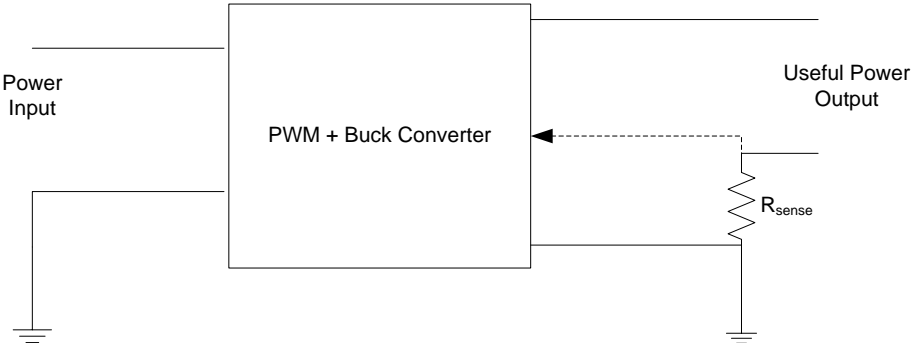 Power
Input
PWM + Buck Converter
Useful Power
Output
Rsense